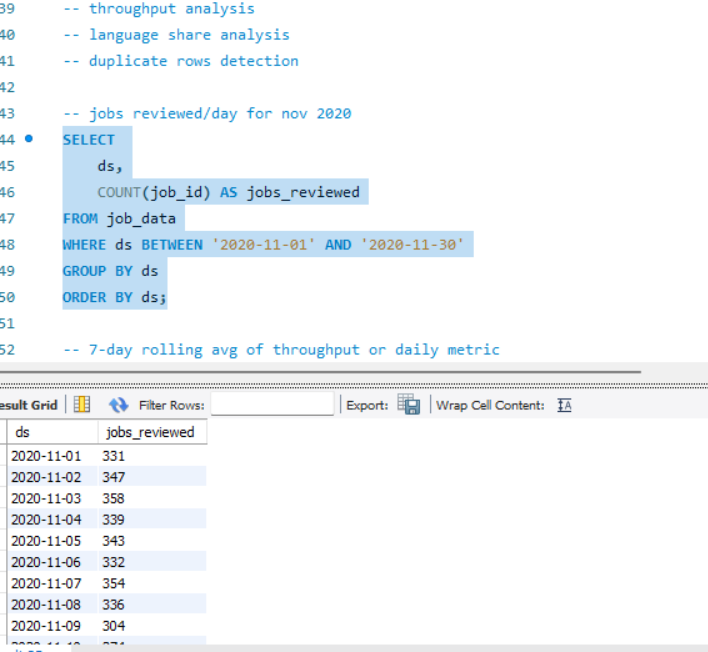 39 -- throughput analysis
40 -- language share analysis
41 -- duplicate rows detection
42
43 -- jobs reviewed/day for nov 2020
44 SELECT
45 ds,
46 COUNT(job_id) AS jobs_reviewed
47 FROM job_data
48 WHERE ds BETWEEN '2020-11-01' AND '2020-11-30'
49 GROUP BY ds
50 ORDER BY ds;
51
52 -- 7-day rolling avg of throughput or daily metric
Result Grid Filter Rows: Export: Wrap Cell Content: IA
ds jobs_reviewed
2020-11-01 331
2020-11-02 347
2020-11-03 358
2020-11-04 339
2020-11-05 343
2020-11-06 332
2020-11-07 354
2020-11-08 336
2020-11-09 304